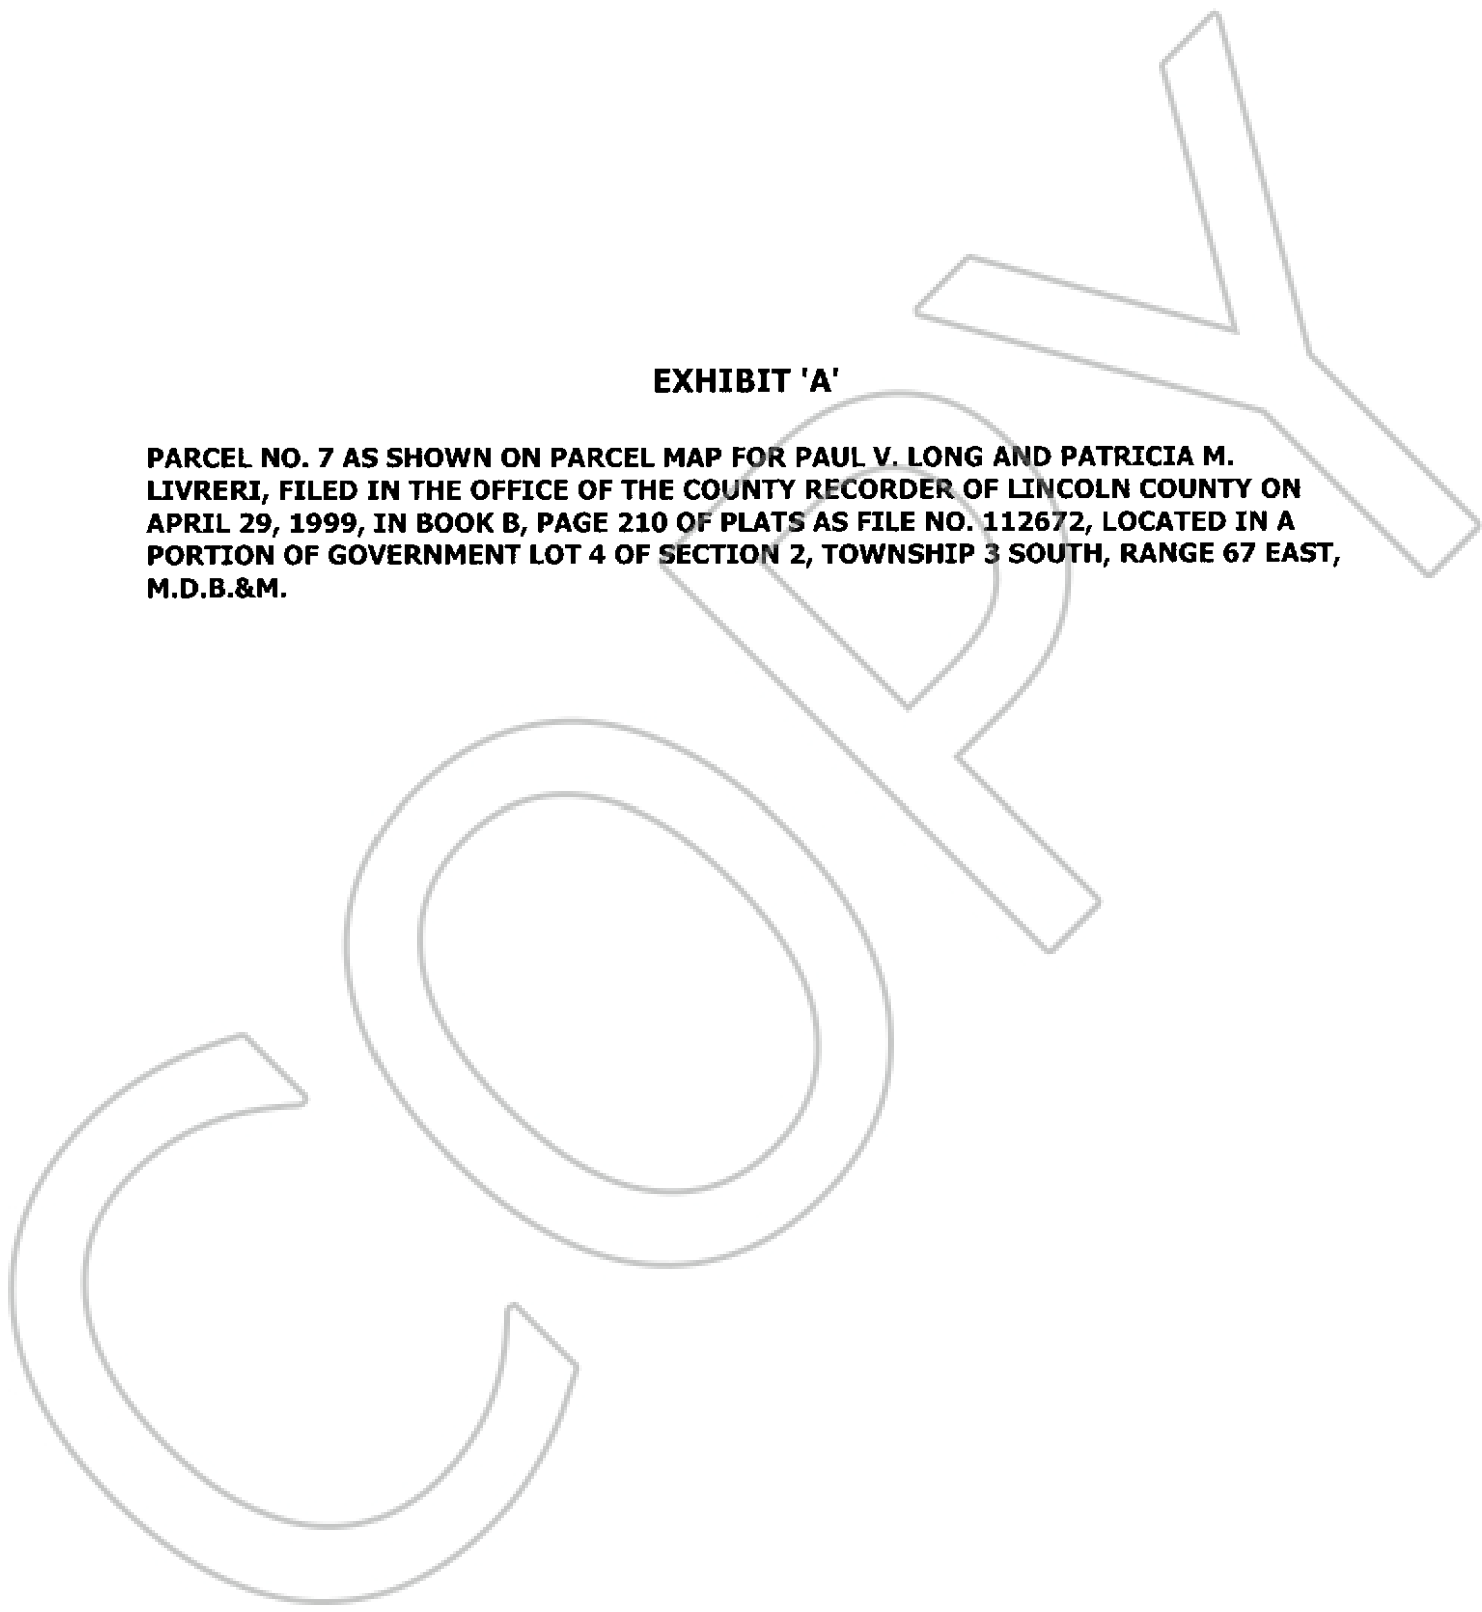 EXHIBIT 'A'
PARCEL NO. 7 AS SHOWN ON PARCEL MAP FOR PAUL V. LONG AND PATRICIA M.
LIVRERI, FILED IN THE OFFICE OF THE COUNTY RECORDER OF LINCOLN COUNTY ON
APRIL 29, 1999, IN BOOK B, PAGE 210 OF PLATS AS FILE NO. 112672, LOCATED IN A
PORTION OF GOVERNMENT LOT 4 OF SECTION 2, TOWNSHIP 3 SOUTH, RANGE 67 EAST,
M.D.B.&M.
COPY